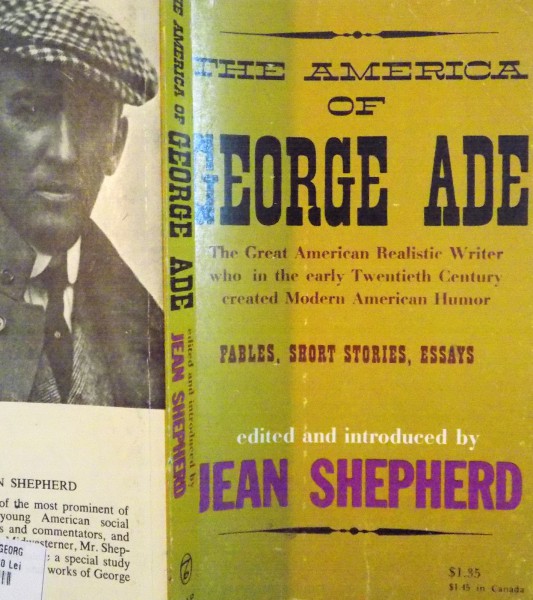 THE AMERICA
OF
GEORGE ADE
The Great American Realistic Writer
who in the early Twentieth Century
created Modern American Humor
FABLES, SHORT STORIES, ESSAYS
edited and introduced by
JEAN SHEPHERD
$1.35
$1.45 in Canada
THE AMERICA OF GEORGE ADE
edited and introduced by
JEAN SHEPHERD
N SHEPHERD
of the most prominent of
young American social
s and commentators, and
Midwesterner, Mr. Shep-
a special study
works of George
GEORG
0 Lei